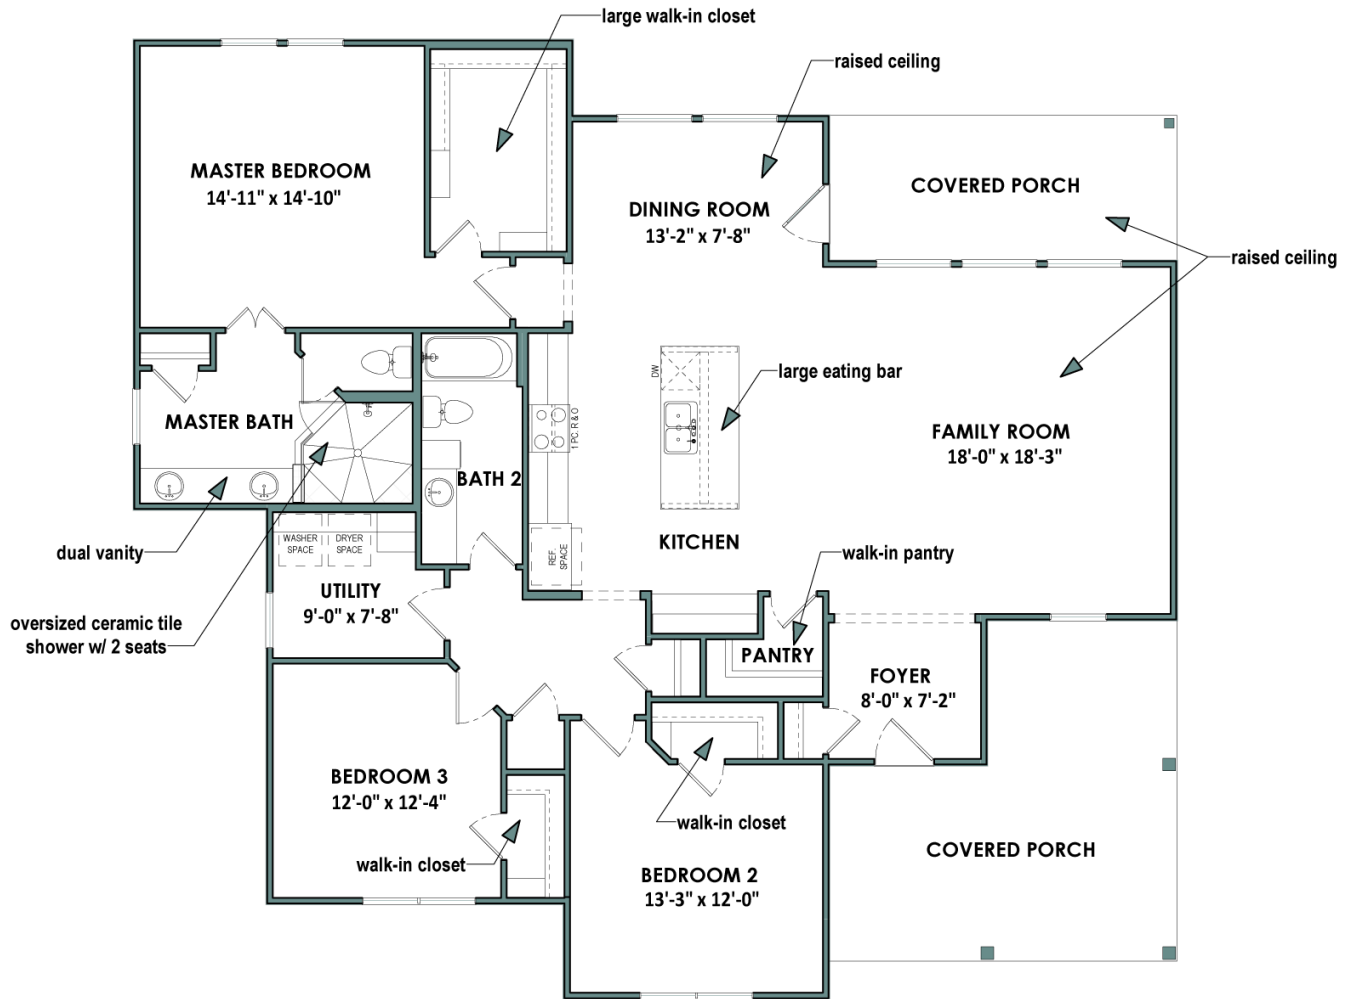 large walk-in closet
raised ceiling
MASTER BEDROOM
14'-11" x 14'-10"
COVERED PORCH
DINING ROOM
13'-2" x 7'-8"
raised ceiling
DW
large eating bar
1 PC. R & O
MASTER BATH
FAMILY ROOM
18'-0" x 18'-3"
BATH 2
WASHER
SPACE
DRYER
SPACE
REF.
SPACE
KITCHEN
dual vanity
walk-in pantry
UTILITY
9'-0" x 7'-8"
oversized ceramic tile
shower w/ 2 seats
PANTRY
FOYER
8'-0" x 7'-2"
BEDROOM 3
12'-0" x 12'-4"
walk-in closet
walk-in closet
COVERED PORCH
BEDROOM 2
13'-3" x 12'-0"